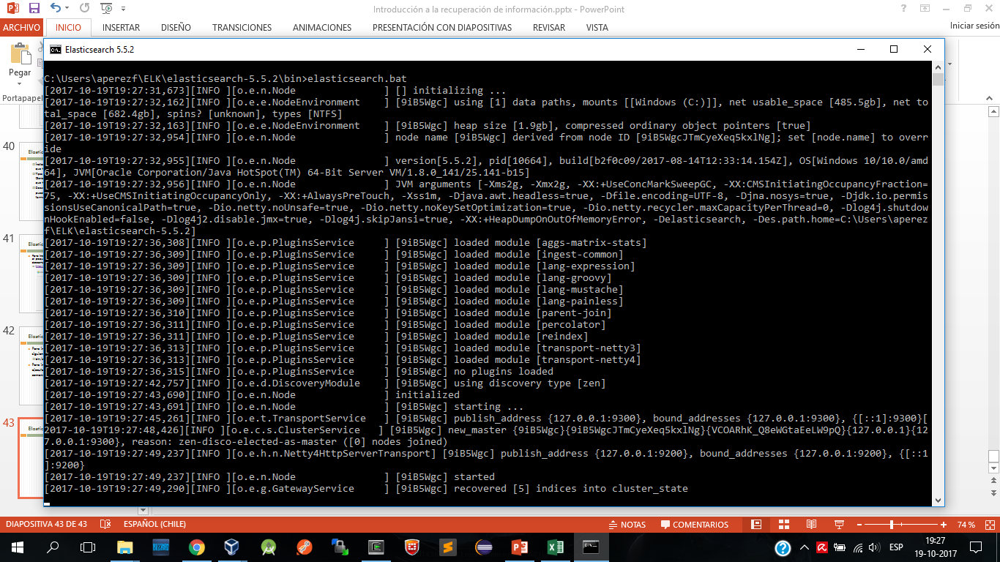 Introducción a la recuperación de información.pptx - PowerPoint
ARCHIVO INICIO INSERTAR DISEÑO TRANSICIONES ANIMACIONES PRESENTACIÓN CON DIAPOSITIVAS REVISAR VISTA Iniciar sesión
Pegar
Portapapel
Elasticsearch 5.5.2
C:\Users\aperezf\ELK\elasticsearch-5.5.2\bin>elasticsearch.bat
[2017-10-19T19:27:31,673][INFO ][o.e.n.Node               ] [] initializing ...
[2017-10-19T19:27:32,162][INFO ][o.e.e.NodeEnvironment    ] [9iB5Wgc] using [1] data paths, mounts [[Windows (C:)]], net usable_space [485.5gb], net to
tal_space [682.4gb], spins? [unknown], types [NTFS]
[2017-10-19T19:27:32,163][INFO ][o.e.e.NodeEnvironment    ] [9iB5Wgc] heap size [1.9gb], compressed ordinary object pointers [true]
[2017-10-19T19:27:32,954][INFO ][o.e.n.Node               ] node name [9iB5Wgc] derived from node ID [9iB5WgcJTmCyeXeq5kxlNg]; set [node.name] to overr
ide
[2017-10-19T19:27:32,955][INFO ][o.e.n.Node               ] version[5.5.2], pid[10664], build[b2f0c09/2017-08-14T12:33:14.154Z], OS[Windows 10/10.0/amd
64], JVM[Oracle Corporation/Java HotSpot(TM) 64-Bit Server VM/1.8.0_141/25.141-b15]
[2017-10-19T19:27:32,956][INFO ][o.e.n.Node               ] JVM arguments [-Xms2g, -Xmx2g, -XX:+UseConcMarkSweepGC, -XX:CMSInitiatingOccupancyFraction=
75, -XX:+UseCMSInitiatingOccupancyOnly, -XX:+AlwaysPreTouch, -Xss1m, -Djava.awt.headless=true, -Dfile.encoding=UTF-8, -Djna.nosys=true, -Djdk.io.permis
sionsUseCanonicalPath=true, -Dio.netty.noUnsafe=true, -Dio.netty.noKeySetOptimization=true, -Dio.netty.recycler.maxCapacityPerThread=0, -Dlog4j.shutdow
nHookEnabled=false, -Dlog4j2.disable.jmx=true, -Dlog4j.skipJansi=true, -XX:+HeapDumpOnOutOfMemoryError, -Delasticsearch, -Des.path.home=C:\Users\aperez
f\ELK\elasticsearch-5.5.2]
[2017-10-19T19:27:36,308][INFO ][o.e.p.PluginsService     ] [9iB5Wgc] loaded module [aggs-matrix-stats]
[2017-10-19T19:27:36,309][INFO ][o.e.p.PluginsService     ] [9iB5Wgc] loaded module [ingest-common]
[2017-10-19T19:27:36,309][INFO ][o.e.p.PluginsService     ] [9iB5Wgc] loaded module [lang-expression]
[2017-10-19T19:27:36,309][INFO ][o.e.p.PluginsService     ] [9iB5Wgc] loaded module [lang-groovy]
[2017-10-19T19:27:36,309][INFO ][o.e.p.PluginsService     ] [9iB5Wgc] loaded module [lang-mustache]
[2017-10-19T19:27:36,309][INFO ][o.e.p.PluginsService     ] [9iB5Wgc] loaded module [lang-painless]
[2017-10-19T19:27:36,310][INFO ][o.e.p.PluginsService     ] [9iB5Wgc] loaded module [parent-join]
[2017-10-19T19:27:36,311][INFO ][o.e.p.PluginsService     ] [9iB5Wgc] loaded module [percolator]
[2017-10-19T19:27:36,311][INFO ][o.e.p.PluginsService     ] [9iB5Wgc] loaded module [reindex]
[2017-10-19T19:27:36,313][INFO ][o.e.p.PluginsService     ] [9iB5Wgc] loaded module [transport-netty3]
[2017-10-19T19:27:36,313][INFO ][o.e.p.PluginsService     ] [9iB5Wgc] loaded module [transport-netty4]
[2017-10-19T19:27:36,315][INFO ][o.e.p.PluginsService     ] [9iB5Wgc] no plugins loaded
[2017-10-19T19:27:42,757][INFO ][o.e.d.DiscoveryModule    ] [9iB5Wgc] using discovery type [zen]
[2017-10-19T19:27:43,690][INFO ][o.e.n.Node               ] initialized
[2017-10-19T19:27:43,691][INFO ][o.e.n.Node               ] [9iB5Wgc] starting ...
[2017-10-19T19:27:45,261][INFO ][o.e.t.TransportService   ] [9iB5Wgc] publish_address {127.0.0.1:9300}, bound_addresses {127.0.0.1:9300}, {[::1]:9300}[
2017-10-19T19:27:48,426][INFO ][o.e.c.s.ClusterService   ] [9iB5Wgc] new_master {9iB5Wgc}{9iB5WgcJTmCyeXeq5kxlNg}{VCOARhK_Q8eWGtaEeLW9pQ}{127.0.0.1}{12
7.0.0.1:9300}, reason: zen-disco-elected-as-master ([0] nodes joined)
[2017-10-19T19:27:49,237][INFO ][o.e.h.n.Netty4HttpServerTransport] [9iB5Wgc] publish_address {127.0.0.1:9200}, bound_addresses {127.0.0.1:9200}, {[::1
]:9200}
[2017-10-19T19:27:49,237][INFO ][o.e.n.Node               ] [9iB5Wgc] started
[2017-10-19T19:27:49,290][INFO ][o.e.g.GatewayService     ] [9iB5Wgc] recovered [5] indices into cluster_state
40
41
42
43
DIAPOSITIVA 43 DE 43 ESPAÑOL (CHILE) NOTAS COMENTARIOS 74 %
ESP
19:27
19-10-2017